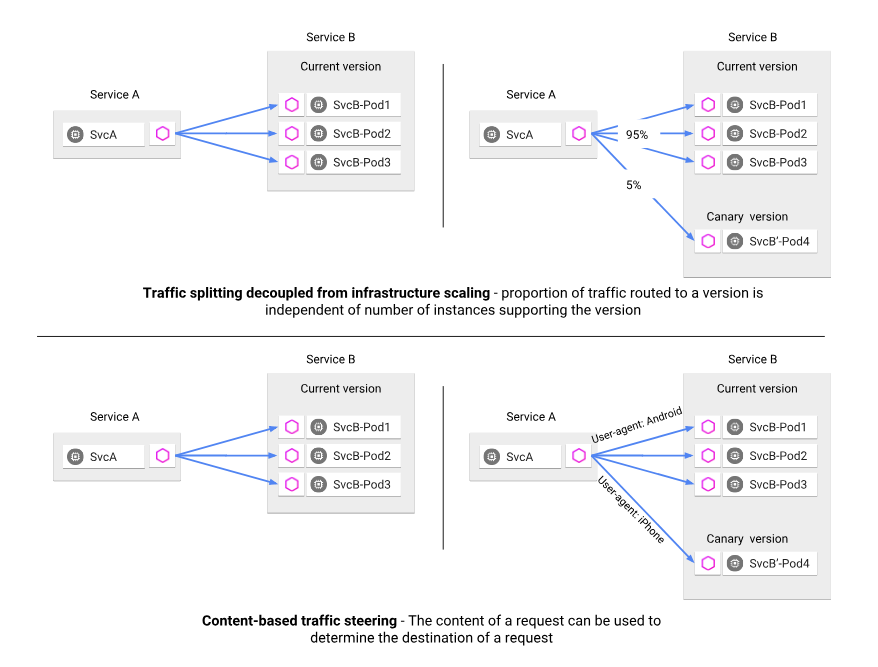 Service B
Current version
Service A
SvcA
SvcB-Pod1
SvcB-Pod2
SvcB-Pod3
Service B
Current version
Service A
SvcA
95%
5%
SvcB-Pod1
SvcB-Pod2
SvcB-Pod3
Canary version
SvcB'-Pod4
Traffic splitting decoupled from infrastructure scaling - proportion of traffic routed to a version is
independent of number of instances supporting the version
Service B
Current version
Service A
SvcA
SvcB-Pod1
SvcB-Pod2
SvcB-Pod3
Service B
Current version
Service A
SvcA
User-agent: Android
User-agent: iPhone
SvcB-Pod1
SvcB-Pod2
SvcB-Pod3
Canary version
SvcB'-Pod4
Content-based traffic steering - The content of a request can be used to
determine the destination of a request